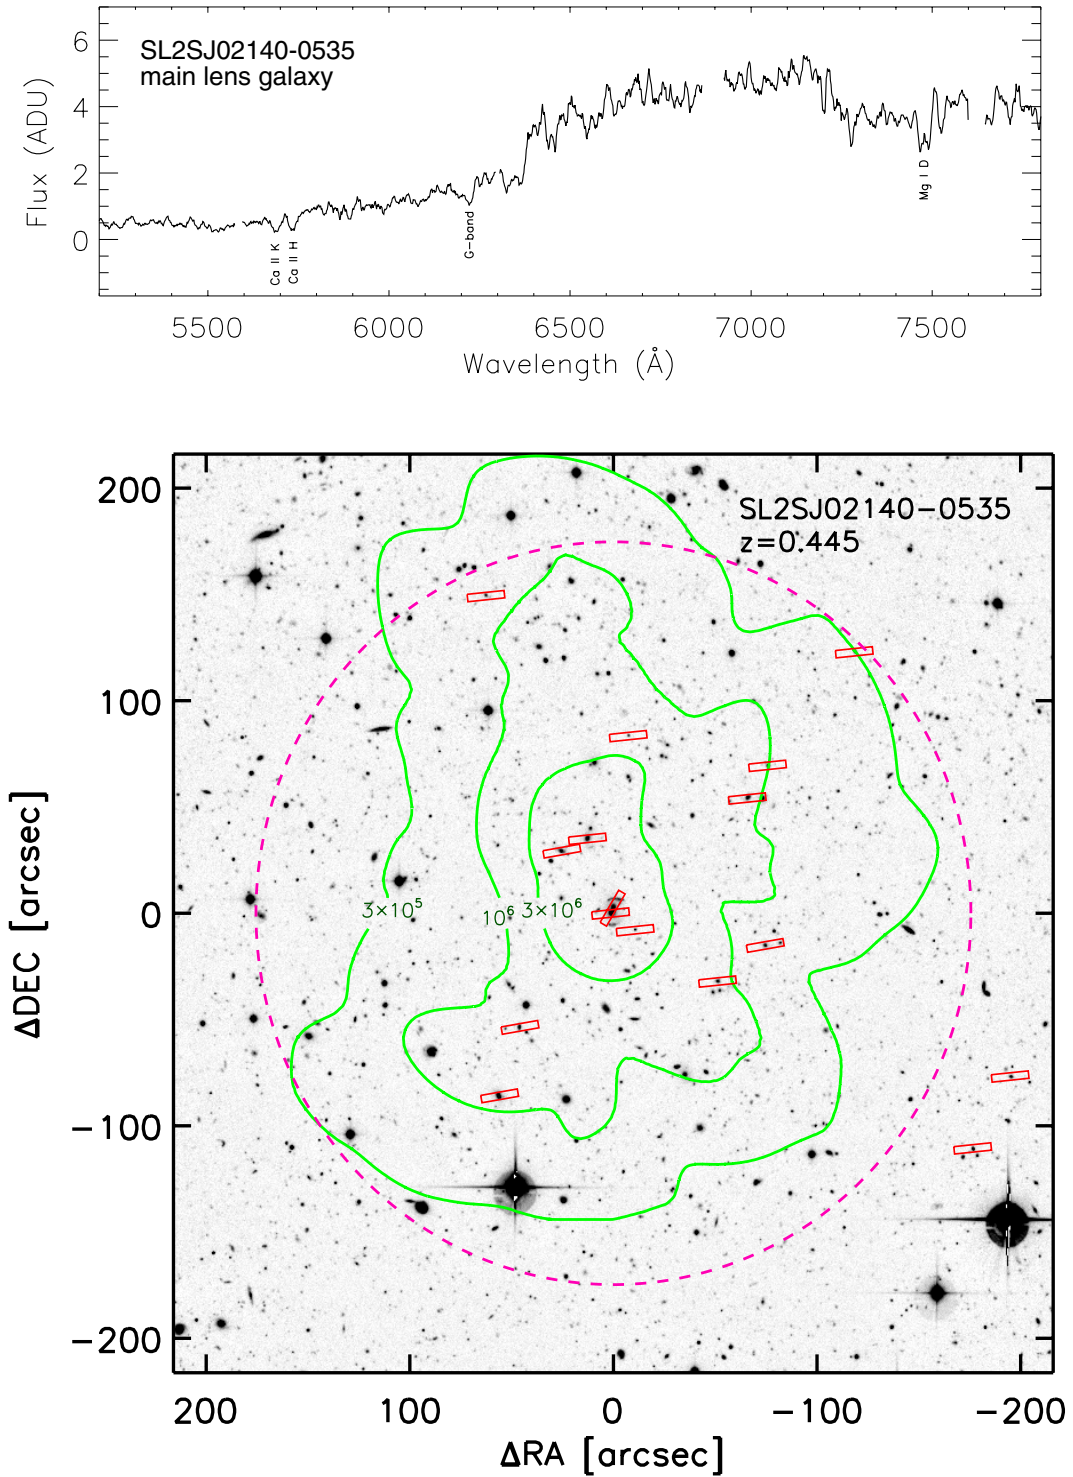 SL2SJ02140-0535
main lens galaxy
6
4
2
0
Flux (ADU)
Ca II K
Ca II H
G-band
Mg I D
5500 6000 6500 7000 7500
Wavelength (Å)
SL2SJ02140-0535
z=0.445
200
100
0
-100
-200
ΔDEC [arcsec]
3×10⁵ 10⁶ 3×10⁶
200 100 0 -100 -200
ΔRA [arcsec]